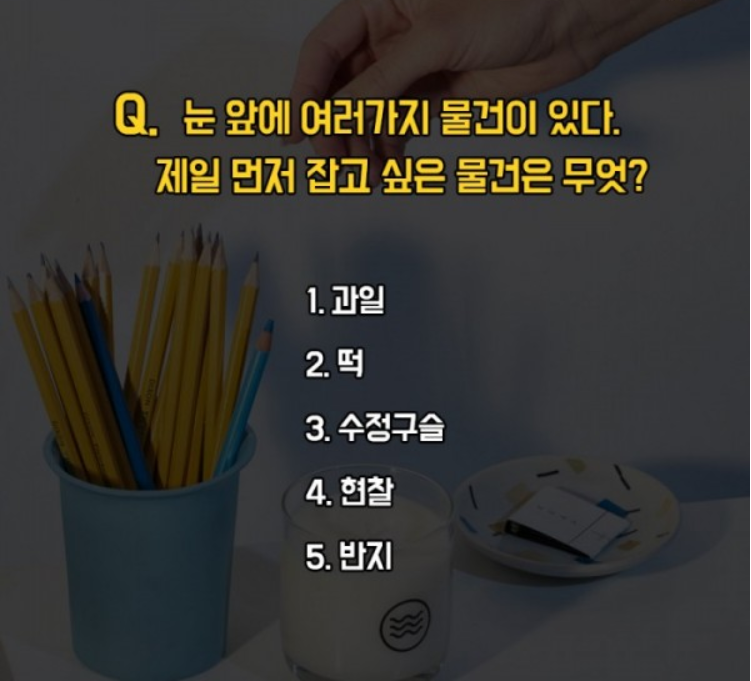 Q. 눈 앞에 여러가지 물건이 있다.
제일 먼저 잡고 싶은 물건은 무엇?
1. 과일
2. 떡
3. 수정구슬
4. 현찰
5. 반지